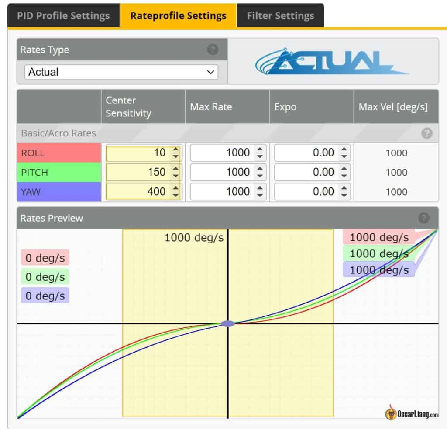 PID Profile Settings
Rateprofile Settings
Filter Settings
Rates Type
Actual
ACTUAL
Center Sensitivity Max Rate Expo Max Vel [deg/s]
Basic/Acro Rates
ROLL 10 1000 0.00 1000
PITCH 150 1000 0.00 1000
YAW 400 1000 0.00 1000
Rates Preview
1000 deg/s
0 deg/s
0 deg/s
0 deg/s
1000 deg/s
1000 deg/s
1000 deg/s
OscarLiang.com